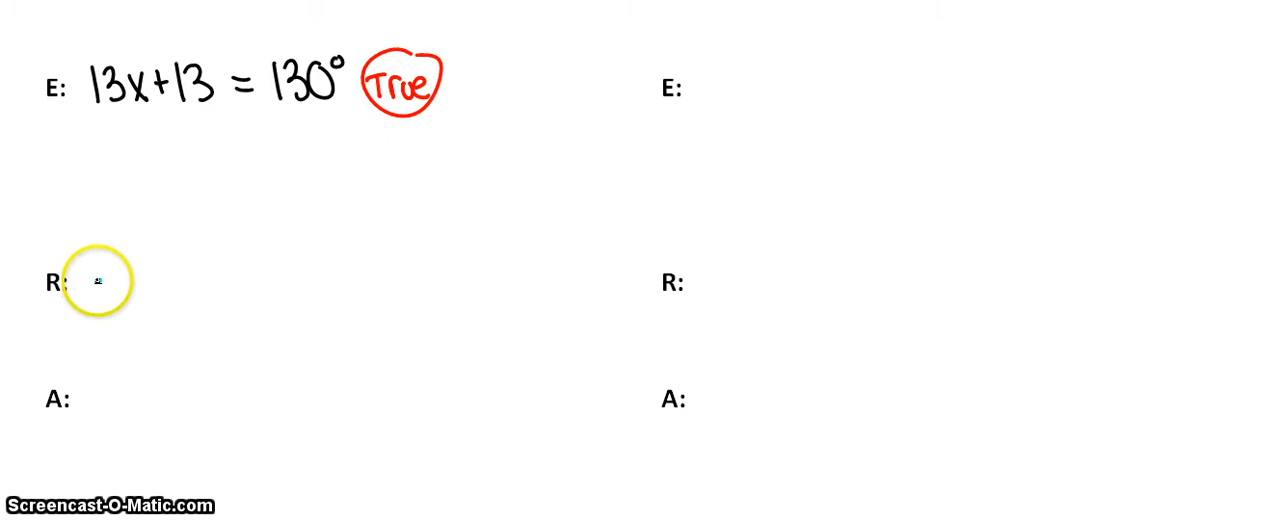 E: 13x+13 = 130° True
E:
R:
R:
A:
A:
Screencast-O-Matic.com